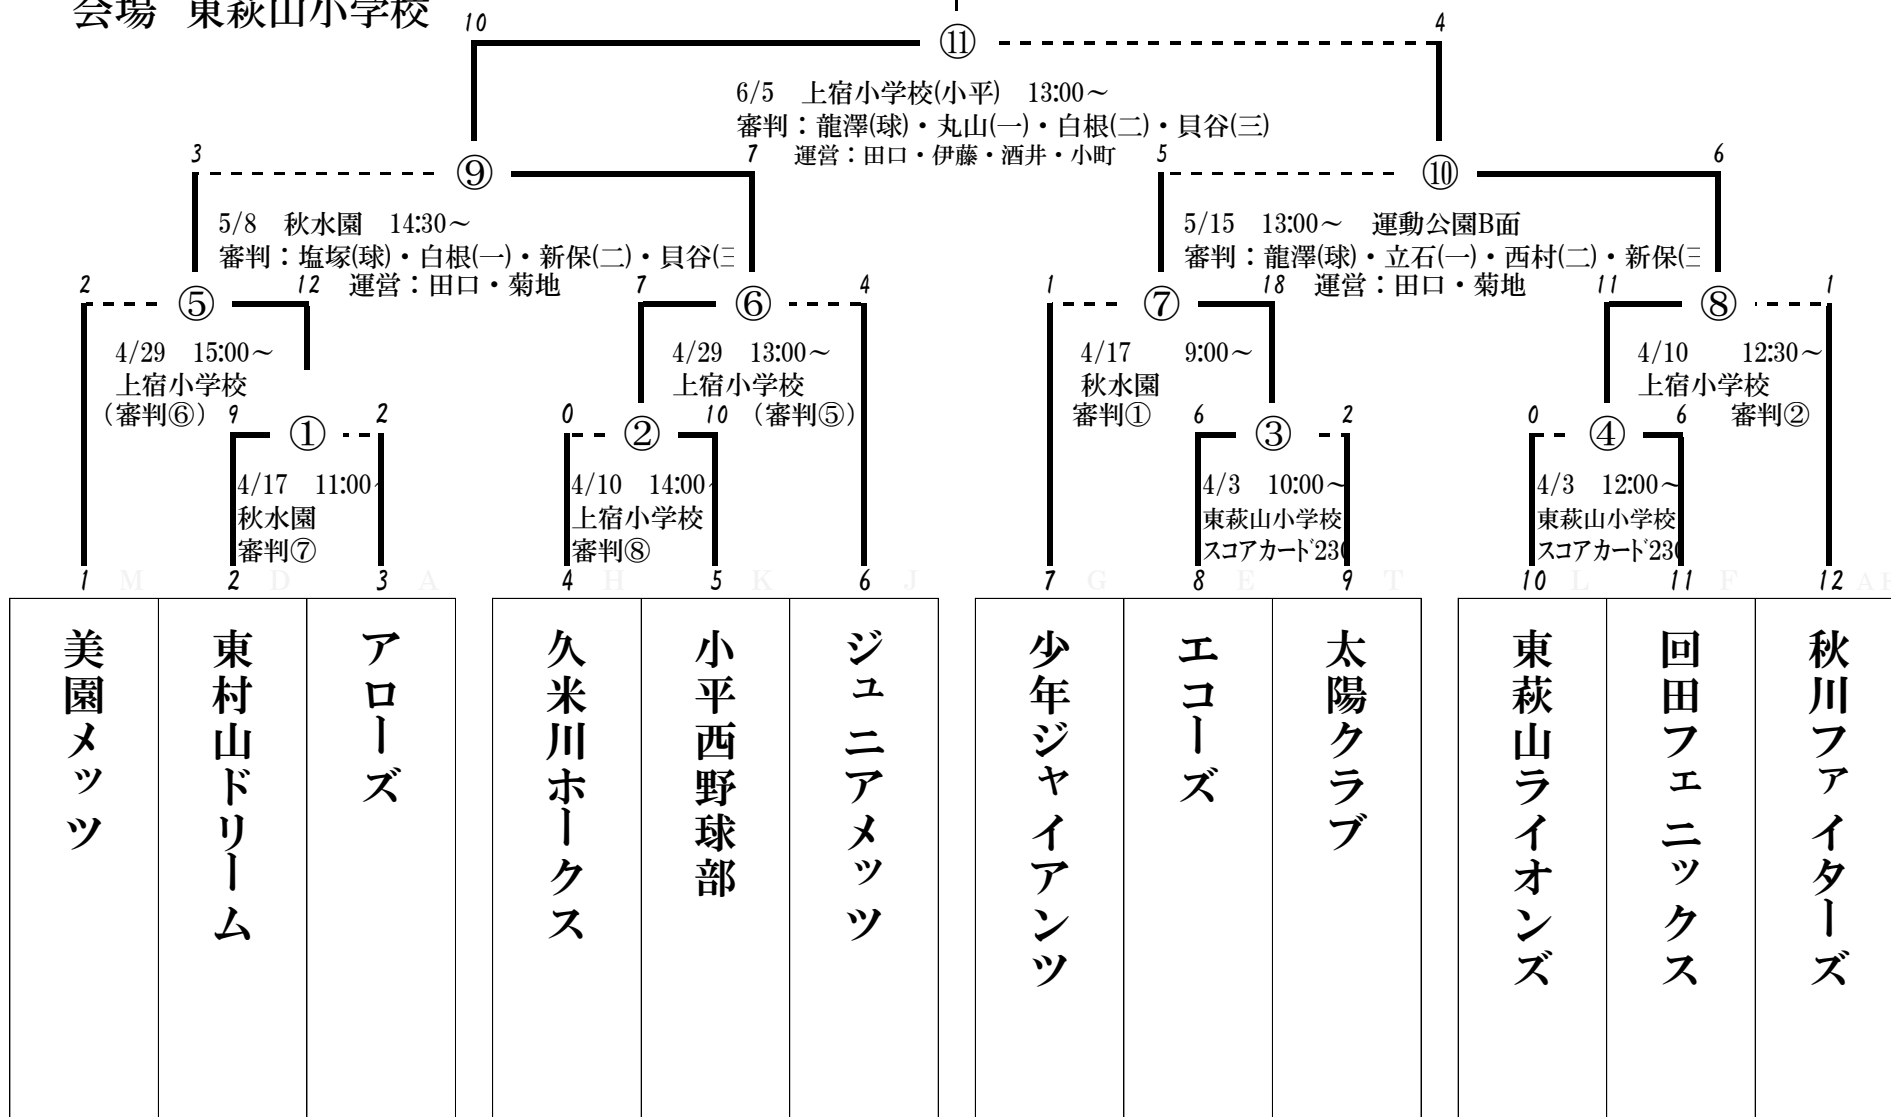 会場 東萩山小学校
10
4
⑪
6/5 上宿小学校(小平) 13:00～
審判：龍澤(球)・丸山(一)・白根(二)・貝谷(三)
運営：田口・伊藤・酒井・小町
3
⑨
7
5
⑩
6
5/8 秋水園 14:30～
審判：塩塚(球)・白根(一)・新保(二)・貝谷(三
運営：田口・菊地
5/15 13:00～ 運動公園B面
審判：龍澤(球)・立石(一)・西村(二)・新保(三
運営：田口・菊地
2
⑤
12
7
⑥
4
1
⑦
18
11
⑧
1
4/29 15:00～
上宿小学校
（審判⑥）
4/29 13:00～
上宿小学校
（審判⑤）
4/17 9:00～
秋水園
審判①
4/10 12:30～
上宿小学校
審判②
9
①
2
0
②
10
6
③
2
0
④
6
4/17 11:00
秋水園
審判⑦
4/10 14:00
上宿小学校
審判⑧
4/3 10:00～
東萩山小学校
スコアカード230
4/3 12:00～
東萩山小学校
スコアカード230
1 M 2 D 3 A 4 H 5 K 6 J 7 G 8 E 9 T 10 L 11 F 12 AF
美園メッツ
東村山ドリーム
アローズ
久米川ホークス
小平西野球部
ジュニアメッツ
少年ジャイアンツ
エコーズ
太陽クラブ
東萩山ライオンズ
回田フェニックス
秋川ファイターズ